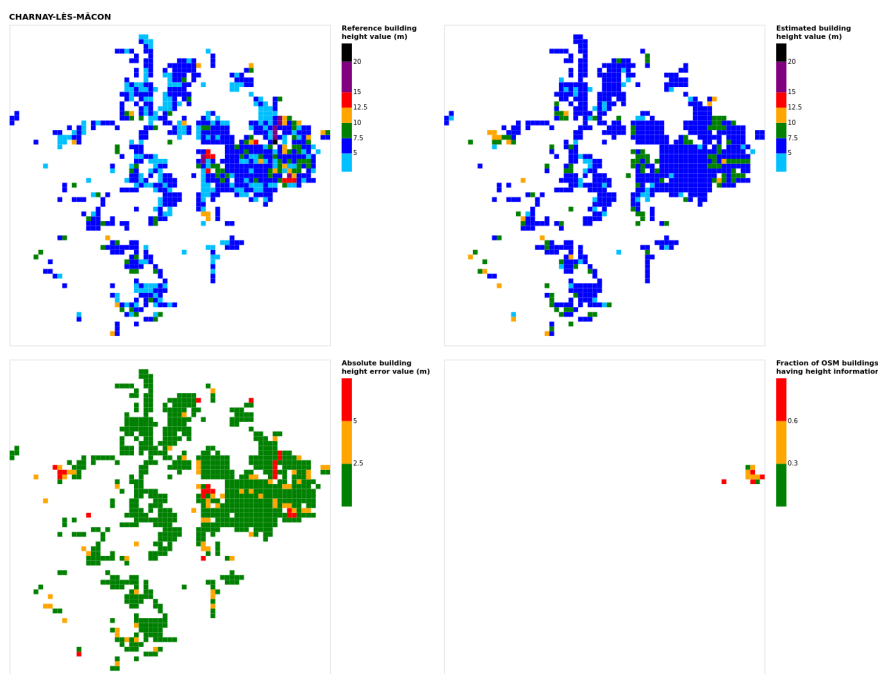 CHARNAY-LÈS-MÂCON
Reference building
height value (m)
20
15
12.5
10
7.5
5
Estimated building
height value (m)
20
15
12.5
10
7.5
5
Absolute building
height error value (m)
5
2.5
Fraction of OSM buildings
having height information
0.6
0.3